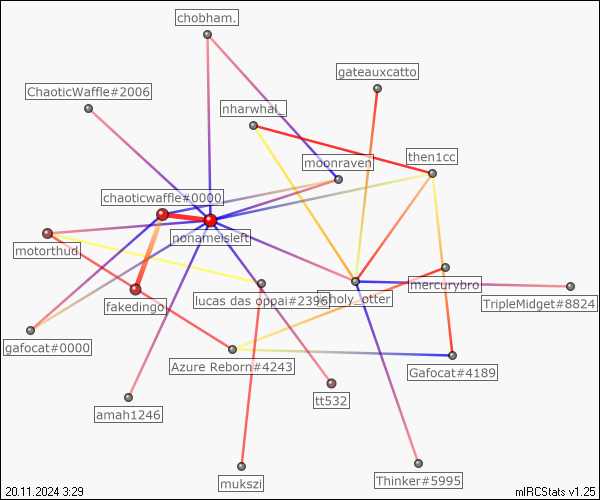 chobham.
gateauxcatto
ChaoticWaffle#2006
nharwhal_
then1cc
moonraven
chaoticwaffle#0000
nonameisleft
motorthud
mercurybro
lucas das oppai#2396
holy_otter
TripleMidget#8824
fakedingo
gafocat#0000
Azure Reborn#4243
Gafocat#4189
tt532
amah1246
mukszi
Thinker#5995
20.11.2024 3:29
mIRCStats v1.25